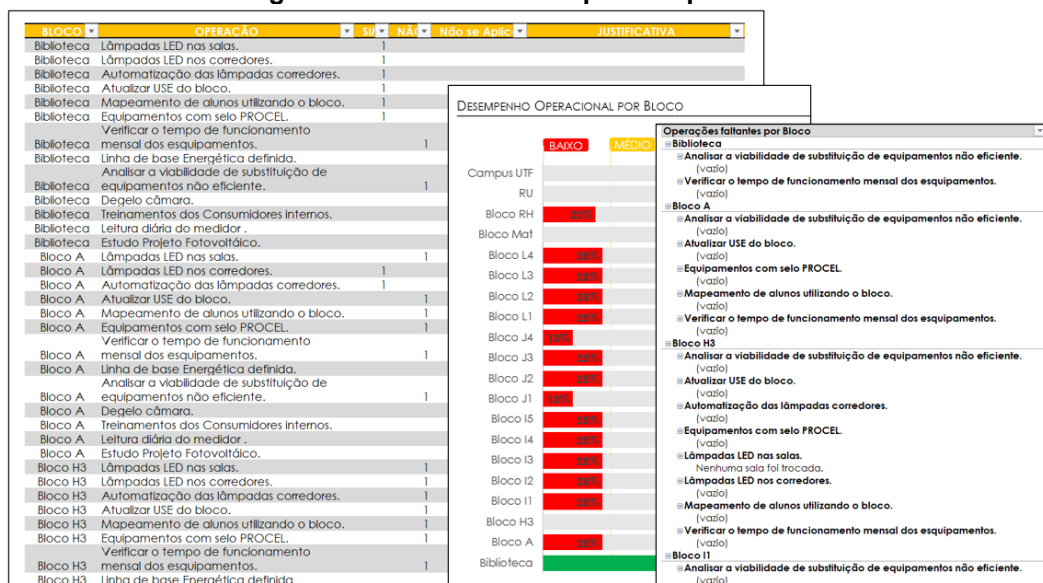 BLOCO OPERAÇÃO SIM NÃO Não se Aplic JUSTIFICATIVA
Biblioteca Lâmpadas LED nas salas. 1
Biblioteca Lâmpadas LED nos corredores. 1
Biblioteca Automatização das lâmpadas corredores. 1
Biblioteca Atualizar USE do bloco. 1
Biblioteca Mapeamento de alunos utilizando o bloco. 1
Biblioteca Equipamentos com selo PROCEL. 1
Verificar o tempo de funcionamento
Biblioteca mensal dos esquipamentos. 1
Biblioteca Linha de base Energética definida.
Analisar a viabilidade de substituição de
Biblioteca equipamentos não eficiente. 1
Biblioteca Degelo câmara.
Biblioteca Treinamentos dos Consumidores internos.
Biblioteca Leitura diária do medidor .
Biblioteca Estudo Projeto Fotovoltáico.
Bloco A Lâmpadas LED nas salas. 1
Bloco A Lâmpadas LED nos corredores. 1
Bloco A Automatização das lâmpadas corredores. 1
Bloco A Atualizar USE do bloco. 1
Bloco A Mapeamento de alunos utilizando o bloco. 1
Bloco A Equipamentos com selo PROCEL. 1
Verificar o tempo de funcionamento
Bloco A mensal dos esquipamentos. 1
Bloco A Linha de base Energética definida.
Analisar a viabilidade de substituição de
Bloco A equipamentos não eficiente. 1
Bloco A Degelo câmara.
Bloco A Treinamentos dos Consumidores internos.
Bloco A Leitura diária do medidor .
Bloco A Estudo Projeto Fotovoltáico.
Bloco H3 Lâmpadas LED nas salas. 1
Bloco H3 Lâmpadas LED nos corredores. 1
Bloco H3 Automatização das lâmpadas corredores. 1
Bloco H3 Atualizar USE do bloco. 1
Bloco H3 Mapeamento de alunos utilizando o bloco. 1
Bloco H3 Equipamentos com selo PROCEL. 1
Verificar o tempo de funcionamento
Bloco H3 mensal dos esquipamentos. 1
Bloco H3 Linha de base Energética definida.
DESEMPENHO OPERACIONAL POR BLOCO
BAIXO MÉDIO
Campus UTF
RU
Bloco RH 22%
Bloco Mat
Bloco L4 25%
Bloco L3 25%
Bloco L2 25%
Bloco L1 25%
Bloco J4 13%
Bloco J3 25%
Bloco J2 25%
Bloco J1 13%
Bloco I5 25%
Bloco I4 25%
Bloco I3 25%
Bloco I2 25%
Bloco I1 25%
Bloco H3
Bloco A 25%
Biblioteca
Operações faltantes por Bloco
Biblioteca
Analisar a viabilidade de substituição de equipamentos não eficiente.
(vazio)
Verificar o tempo de funcionamento mensal dos esquipamentos.
(vazio)
Bloco A
Analisar a viabilidade de substituição de equipamentos não eficiente.
(vazio)
Atualizar USE do bloco.
(vazio)
Equipamentos com selo PROCEL.
(vazio)
Mapeamento de alunos utilizando o bloco.
(vazio)
Verificar o tempo de funcionamento mensal dos esquipamentos.
(vazio)
Bloco H3
Analisar a viabilidade de substituição de equipamentos não eficiente.
(vazio)
Atualizar USE do bloco.
(vazio)
Automatização das lâmpadas corredores.
(vazio)
Equipamentos com selo PROCEL.
(vazio)
Lâmpadas LED nas salas.
Nenhuma sala foi trocada.
Lâmpadas LED nos corredores.
(vazio)
Mapeamento de alunos utilizando o bloco.
(vazio)
Verificar o tempo de funcionamento mensal dos esquipamentos.
(vazio)
Bloco I1
Analisar a viabilidade de substituição de equipamentos não eficiente.
(vazio)